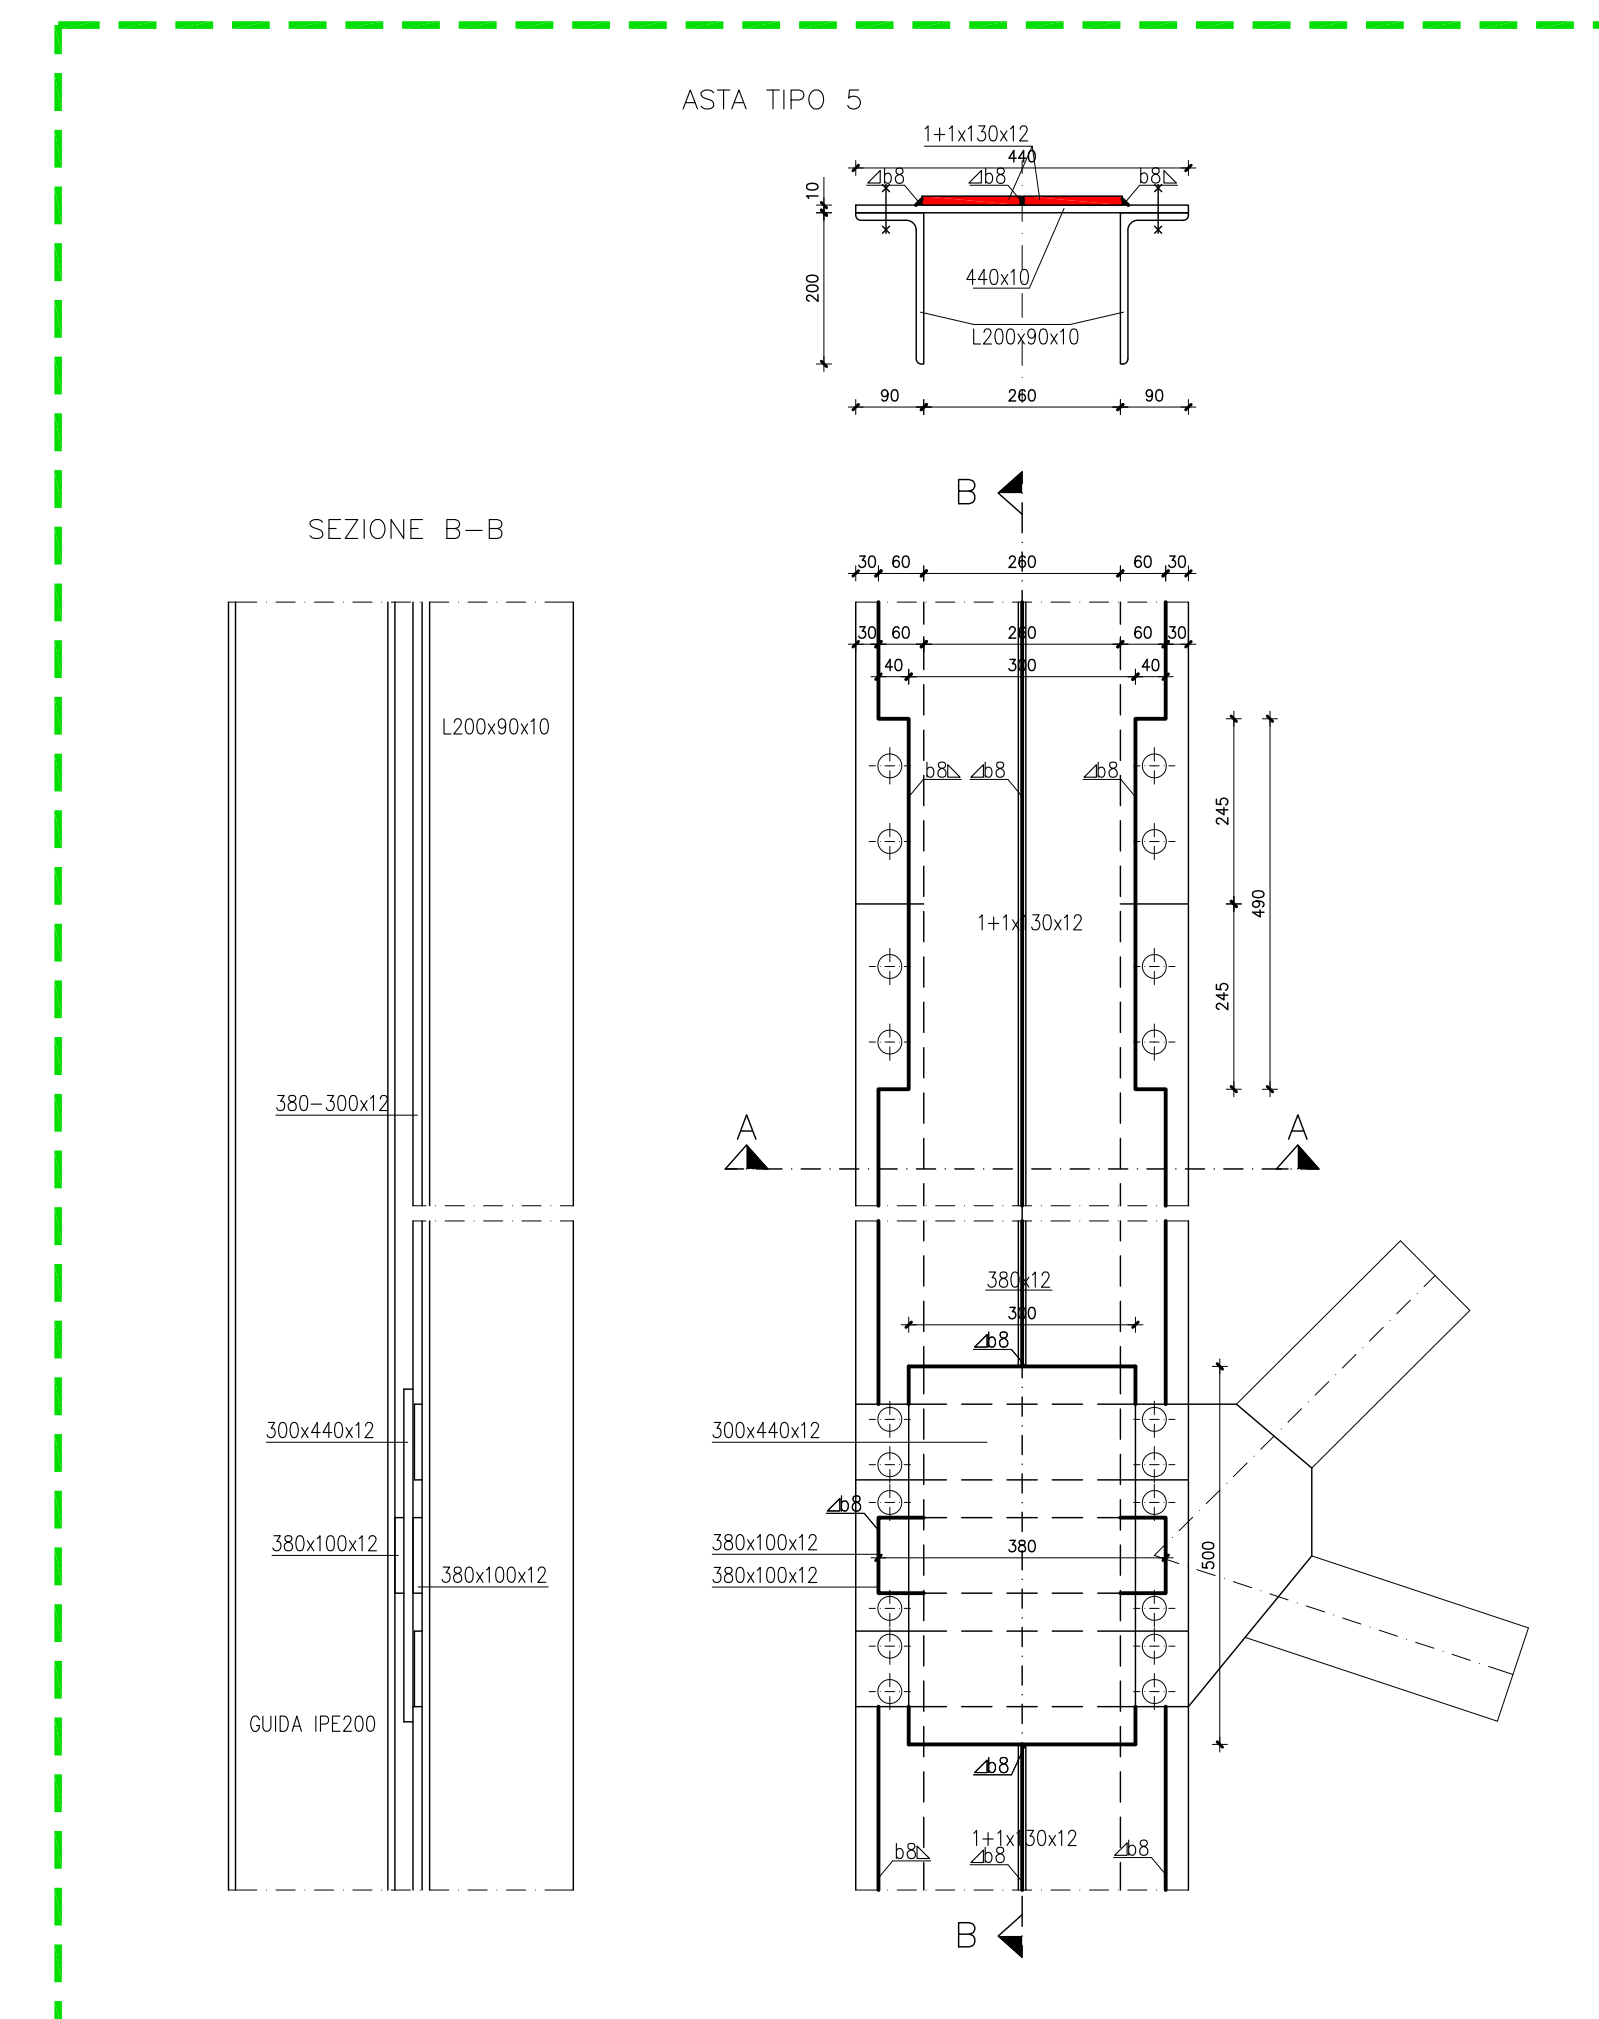 ASTA TIPO 5
1+1x130x12
440
b8
b8
b8
10
200
440x10
L200x90x10
90
260
90
B
SEZIONE B-B
30
60
260
60
30
30
60
260
60
30
40
300
40
L200x90x10
b8
b8
b8
245
490
1+1x130x12
245
380-300x12
A
A
380x12
300
b8
300x440x12
300x440x12
b8
380x100x12
380x100x12
380
500
380x100x12
380x100x12
GUIDA IPE200
b8
1+1x130x12
b8
b8
b8
B